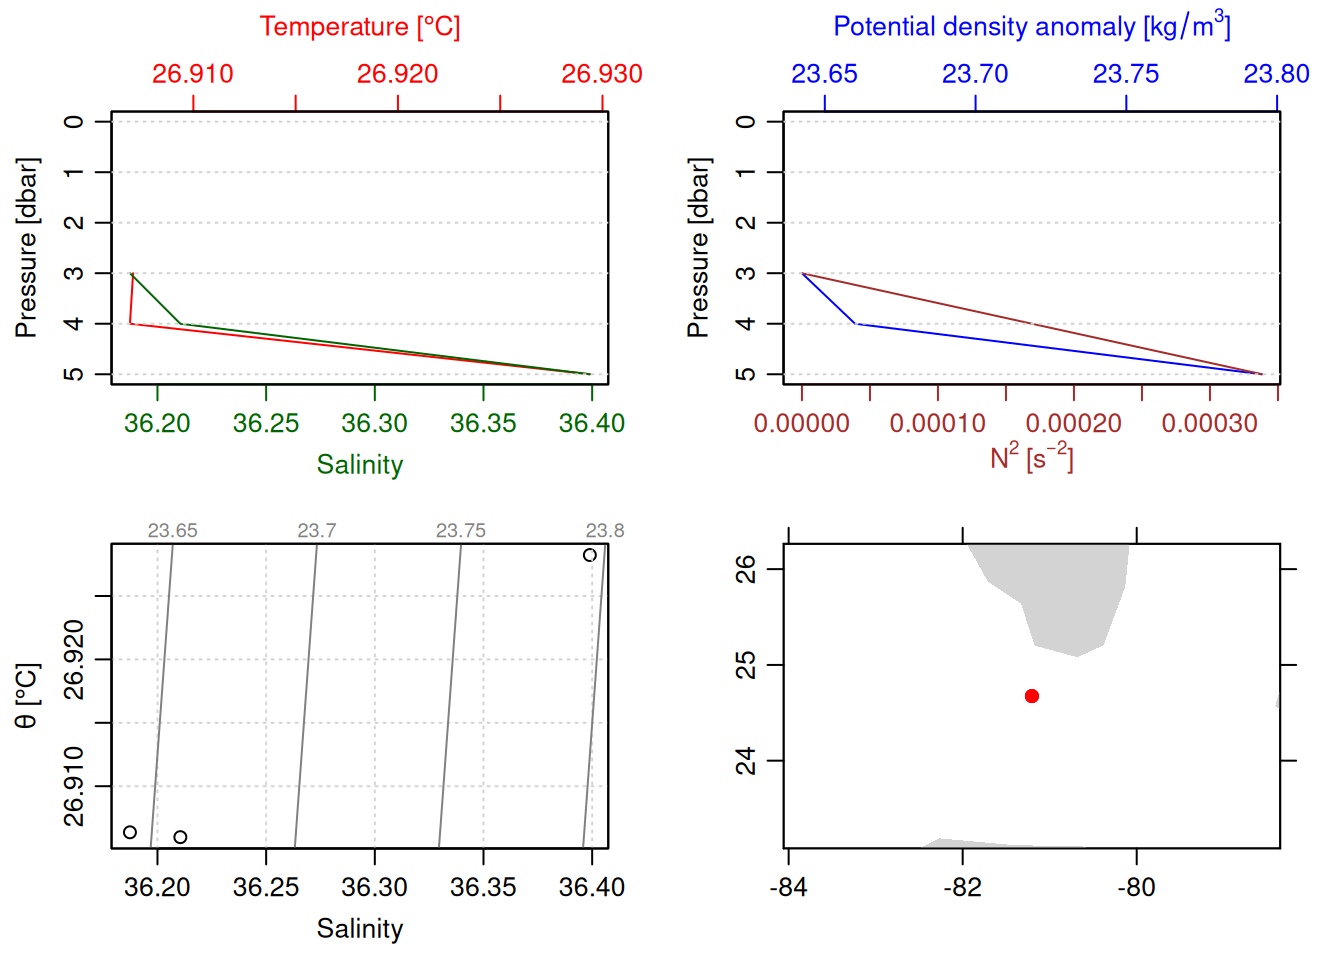 Temperature [°C]
26.910 26.920 26.930
Pressure [dbar]
0 1 2 3 4 5
36.20 36.25 36.30 36.35 36.40
Salinity
Potential density anomaly [kg/m³]
23.65 23.70 23.75 23.80
Pressure [dbar]
0 1 2 3 4 5
0.00000 0.00010 0.00020 0.00030
N² [s⁻²]
23.65 23.7 23.75 23.8
θ [°C]
26.910 26.920
36.20 36.25 36.30 36.35 36.40
Salinity
26
25
24
-84 -82 -80